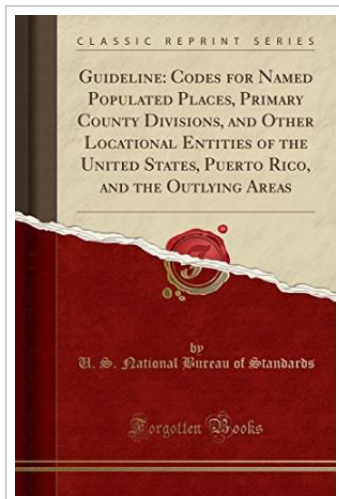 CLASSIC REPRINT SERIES
GUIDELINE: CODES FOR NAMED
POPULATED PLACES, PRIMARY
COUNTY DIVISIONS, AND OTHER
LOCATIONAL ENTITIES OF THE
UNITED STATES, PUERTO RICO,
AND THE OUTLYING AREAS
by
U. S. National Bureau of Standards
Forgotten Books